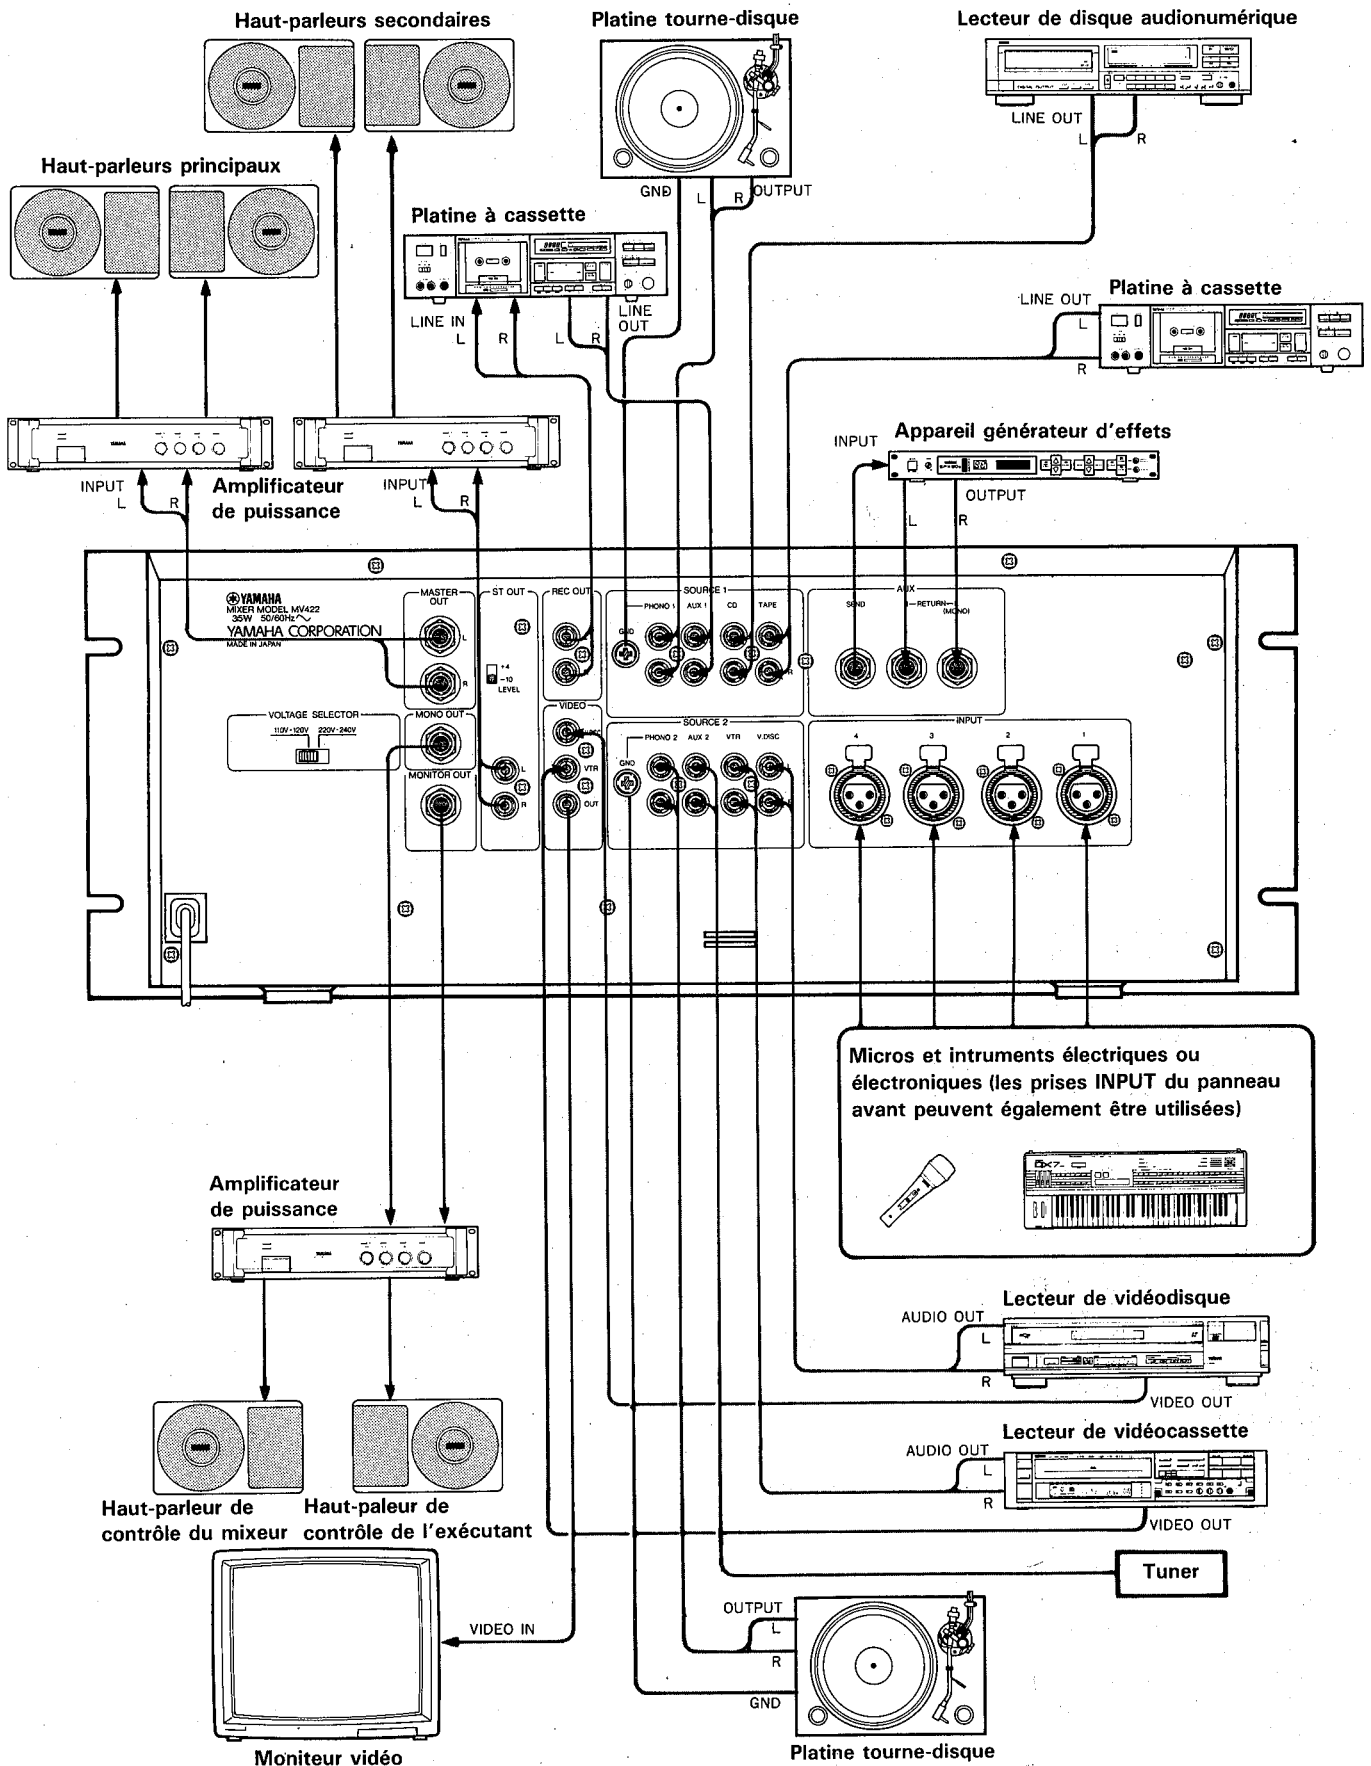 Haut-parleurs secondaires
Platine tourne-disque
Lecteur de disque audionumérique
LINE OUT
L
R
Haut-parleurs principaux
GND
L
R
OUTPUT
Platine à cassette
LINE IN
L
R
L
R
LINE
OUT
Platine à cassette
LINE OUT
L
R
Appareil générateur d'effets
INPUT
OUTPUT
L
R
YAMAHA
YAMAHA
INPUT
L
R
Amplificateur
de puissance
INPUT
L
R
YAMAHA
MIXER MODEL MV422
35W 50/60Hz
YAMAHA CORPORATION
MADE IN JAPAN
MASTER
OUT
L
R
ST OUT
+4
-10
LEVEL
L
R
REC OUT
SOURCE 1
GND
PHONO 1
AUX 1
CD
TAPE
R
AUX
SEND
RETURN
(MONO)
VOLTAGE SELECTOR
110V-120V
220V-240V
MONO OUT
MONITOR OUT
VIDEO
VTR
OUT
SOURCE 2
GND
PHONO 2
AUX 2
VTR
V.DISC
L
INPUT
4
3
2
1
Micros et intruments électriques ou
électroniques (les prises INPUT du panneau
avant peuvent également être utilisées)
Amplificateur
de puissance
YAMAHA
Lecteur de vidéodisque
AUDIO OUT
L
R
VIDEO OUT
Lecteur de vidéocassette
AUDIO OUT
L
R
VIDEO OUT
Haut-parleur de
contrôle du mixeur
Haut-paleur de
contrôle de l'exécutant
Tuner
VIDEO IN
OUTPUT
L
R
GND
Moniteur vidéo
Platine tourne-disque